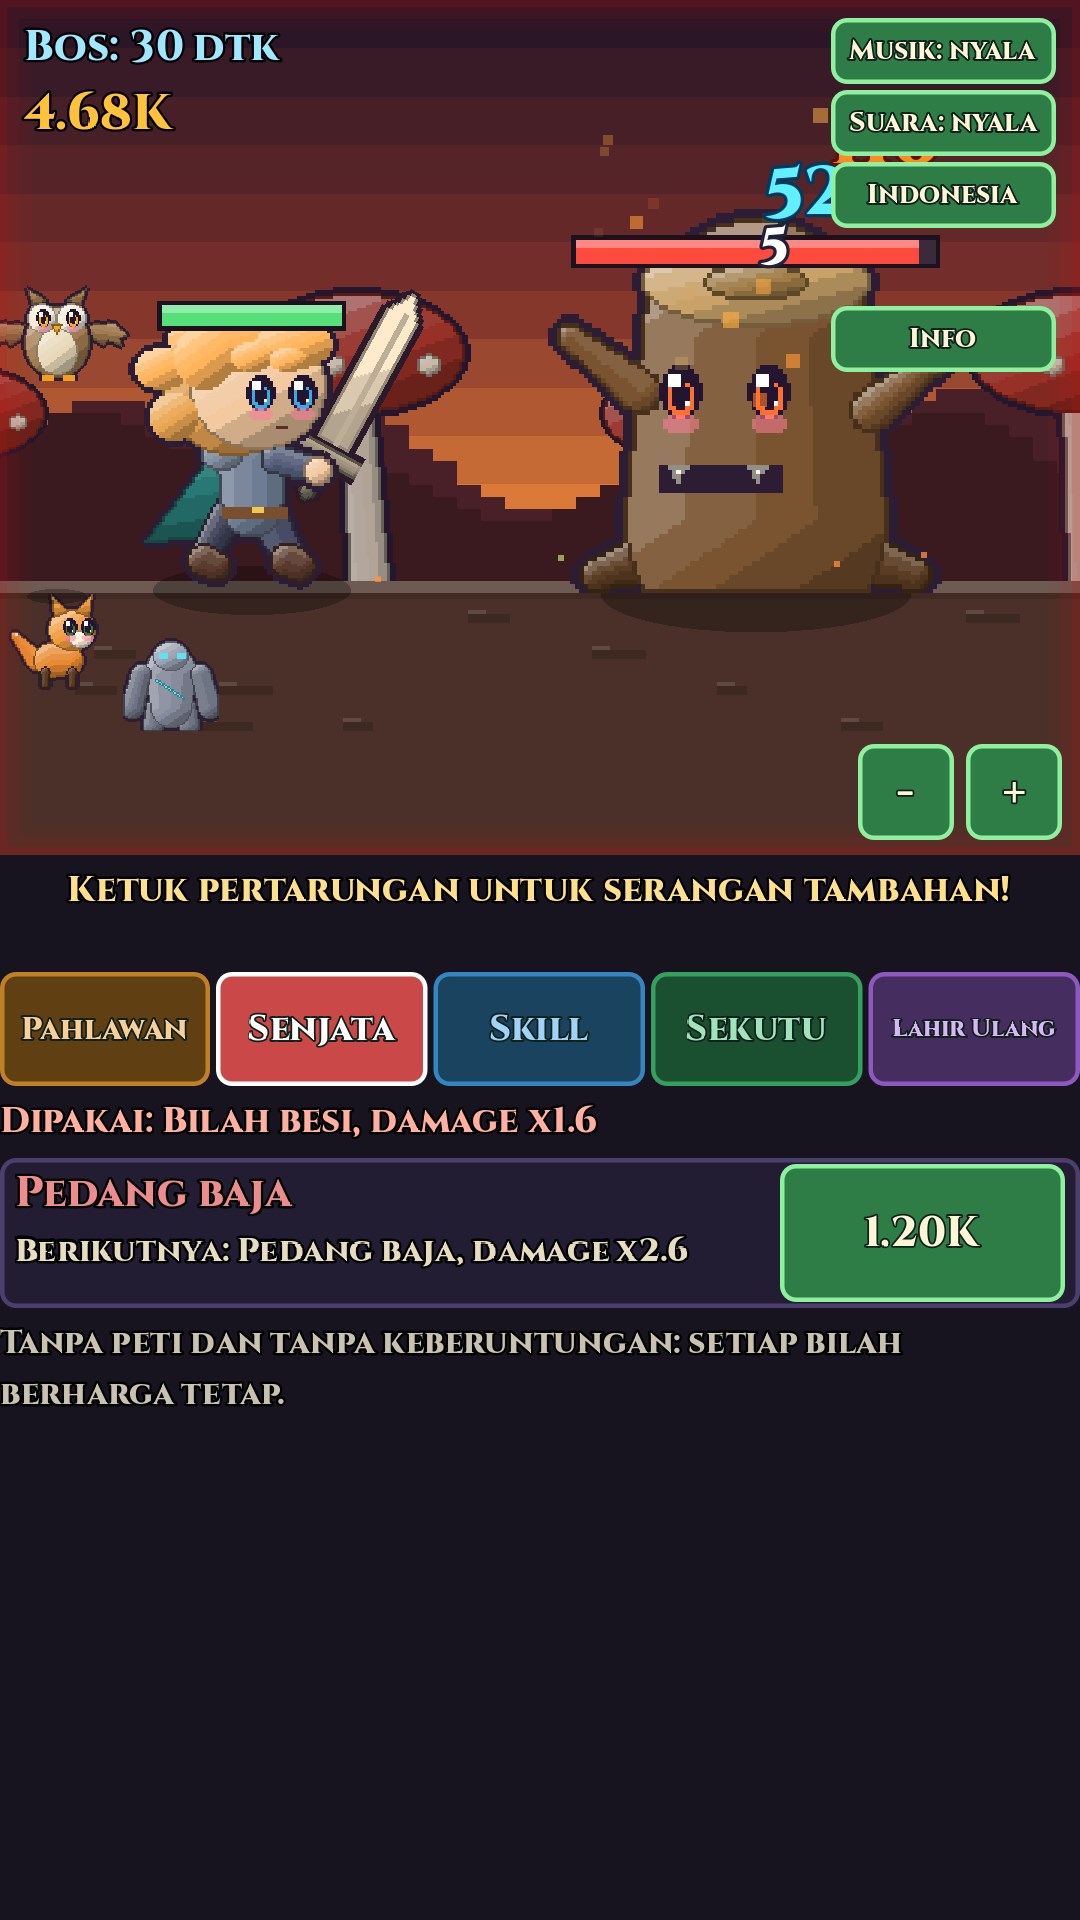 Bos: 30 dtk
4.68K
Musik: nyala
Suara: nyala
52
Indonesia
5
Info
-
+
Ketuk pertarungan untuk serangan tambahan!
Pahlawan
Senjata
Skill
Sekutu
Lahir Ulang
Dipakai: Bilah besi, damage x1.6
Pedang baja
Berikutnya: Pedang baja, damage x2.6
1.20K
Tanpa peti dan tanpa keberuntungan: setiap bilah
berharga tetap.